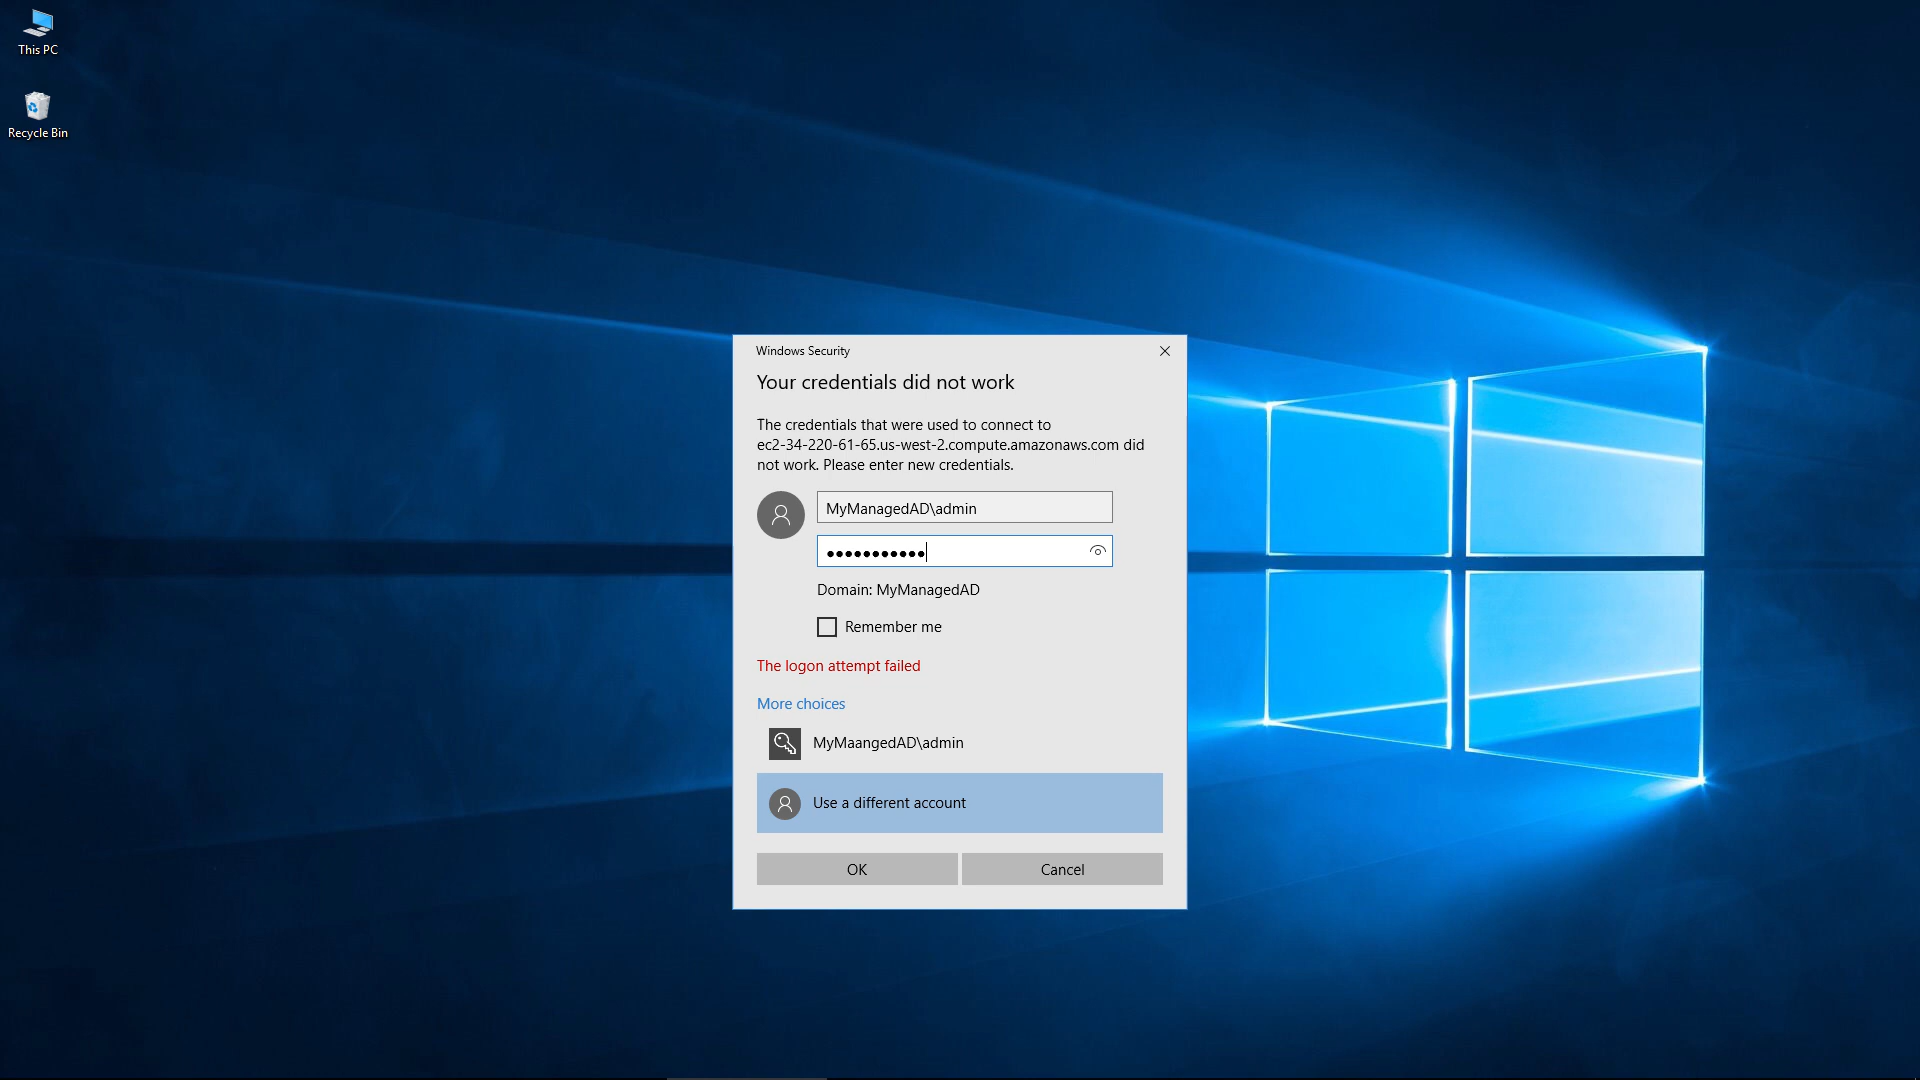 This PC
Recycle Bin
Windows Security
Your credentials did not work
The credentials that were used to connect to
ec2-34-220-61-65.us-west-2.compute.amazonaws.com did
not work. Please enter new credentials.
MyManagedAD\admin
Domain: MyManagedAD
Remember me
The logon attempt failed
More choices
MyMaangedAD\admin
Use a different account
OK
Cancel